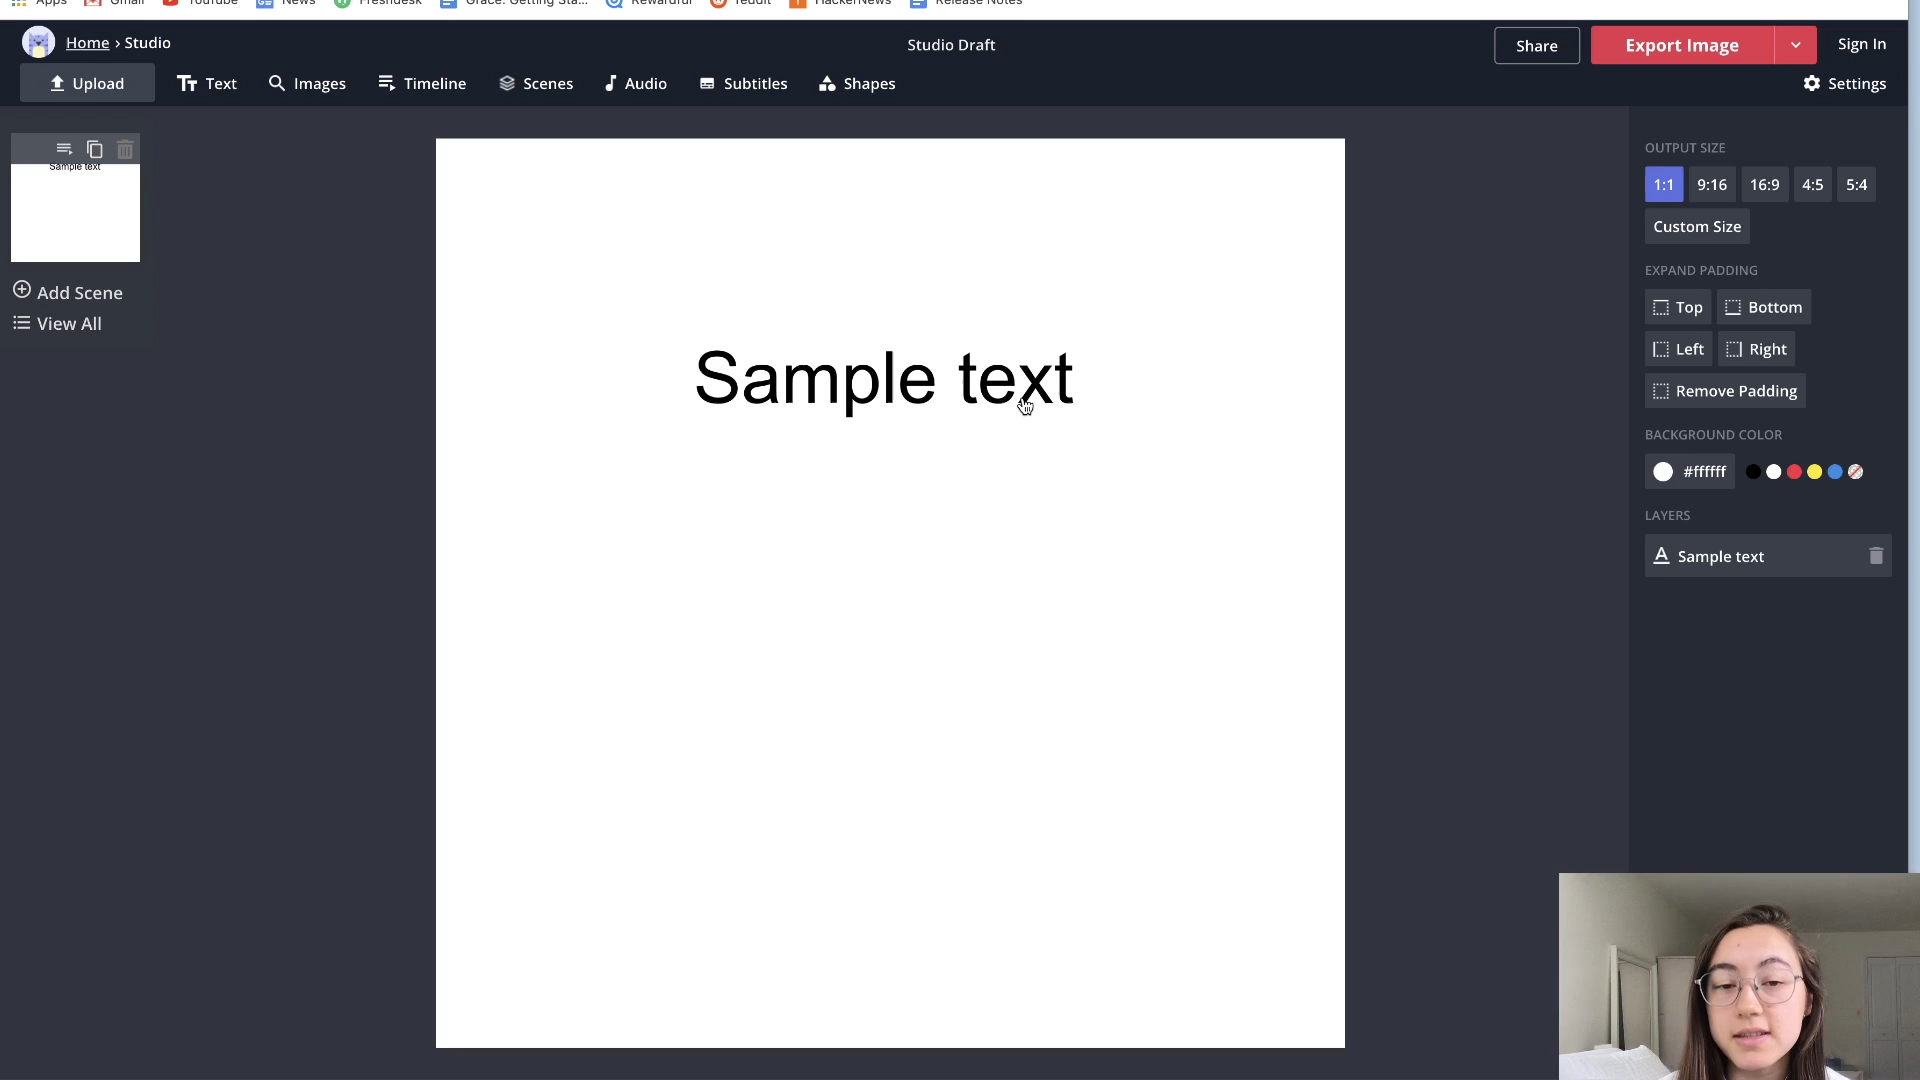 Apps Gmail YouTube News Freshdesk Grace: Getting Sta... Rewardful reddit HackerNews Release Notes
Home › Studio
Studio Draft
Share
Export Image
Sign In
Upload
Text
Images
Timeline
Scenes
Audio
Subtitles
Shapes
Settings
Sample text
Add Scene
View All
Sample text
OUTPUT SIZE
1:1 9:16 16:9 4:5 5:4
Custom Size
EXPAND PADDING
Top Bottom
Left Right
Remove Padding
BACKGROUND COLOR
#ffffff
LAYERS
A Sample text